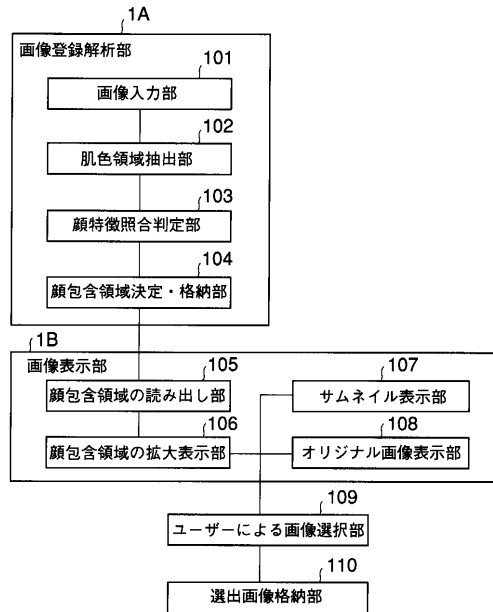 1A
画像登録解析部
101
画像入力部
102
肌色領域抽出部
103
顔特徴照合判定部
104
顔包含領域決定・格納部
1B
画像表示部
105
顔包含領域の読み出し部
107
サムネイル表示部
106
顔包含領域の拡大表示部
108
オリジナル画像表示部
109
ユーザーによる画像選択部
110
選出画像格納部